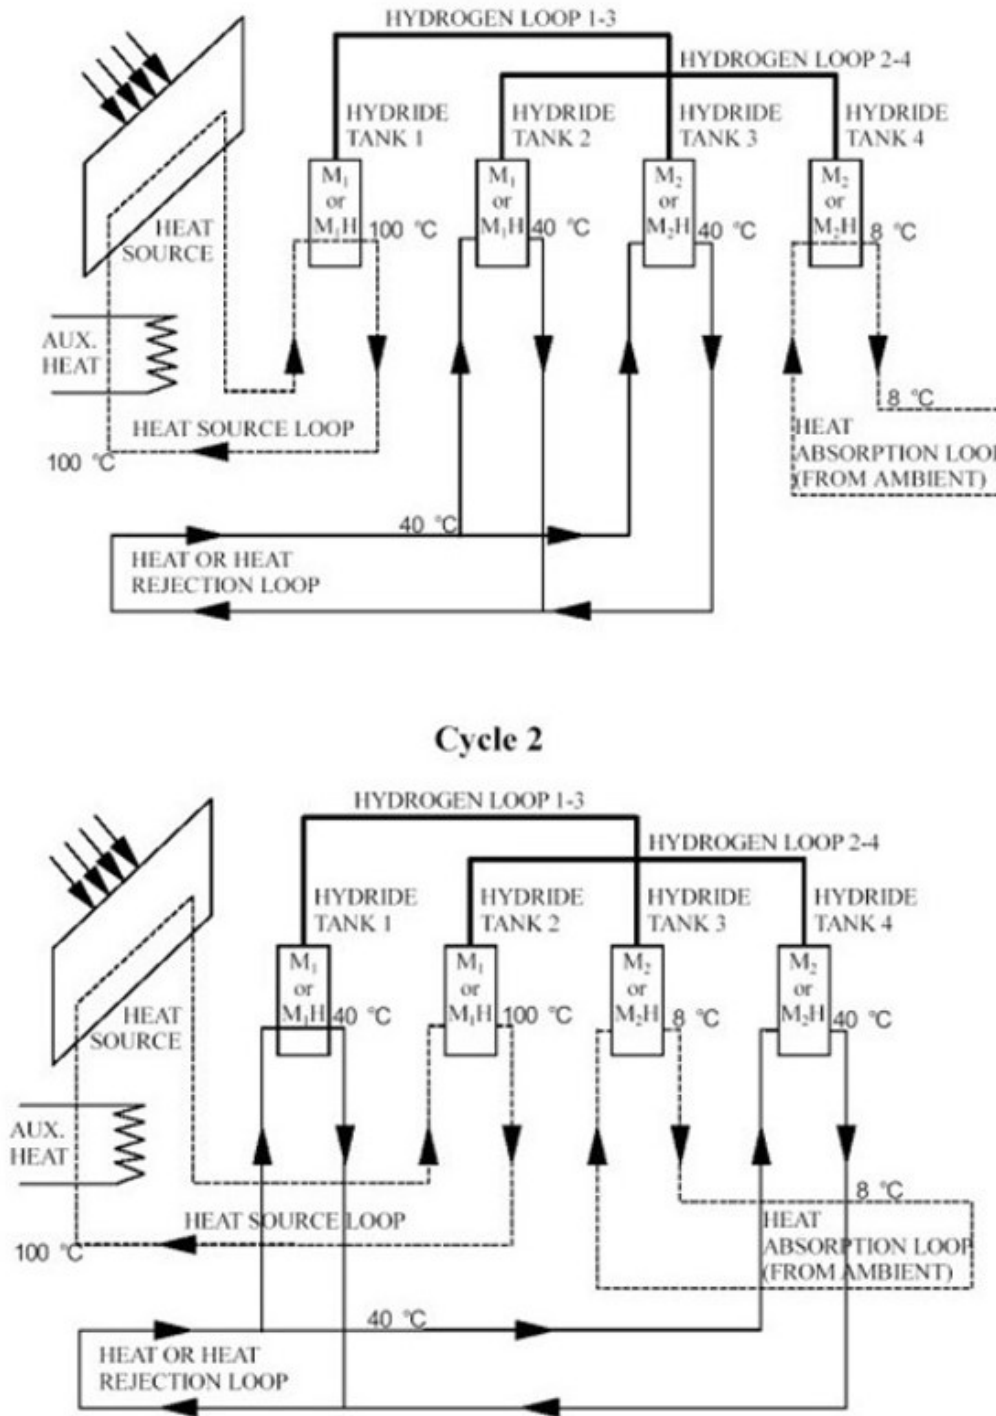 HYDROGEN LOOP 1-3
HYDROGEN LOOP 2-4
HYDRIDE
TANK 1
HYDRIDE
TANK 2
HYDRIDE
TANK 3
HYDRIDE
TANK 4
M₁
or
M₁H
100 °C
M₁
or
M₁H
40 °C
M₂
or
M₂H
40 °C
M₂
or
M₂H
8 °C
HEAT
SOURCE
AUX.
HEAT
HEAT SOURCE LOOP
100 °C
8 °C
HEAT
ABSORPTION LOOP
(FROM AMBIENT)
40 °C
HEAT OR HEAT
REJECTION LOOP
Cycle 2
HYDROGEN LOOP 1-3
HYDROGEN LOOP 2-4
HYDRIDE
TANK 1
HYDRIDE
TANK 2
HYDRIDE
TANK 3
HYDRIDE
TANK 4
M₁
or
M₁H
40 °C
M₁
or
M₁H
100 °C
M₂
or
M₂H
8 °C
M₂
or
M₂H
40 °C
HEAT
SOURCE
AUX.
HEAT
HEAT SOURCE LOOP
100 °C
8 °C
HEAT
ABSORPTION LOOP
(FROM AMBIENT)
40 °C
HEAT OR HEAT
REJECTION LOOP